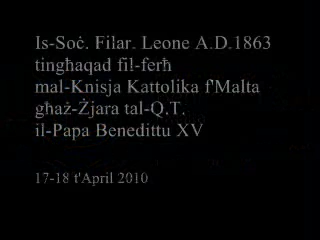 Is-Soċ. Filar. Leone A.D.1863
tingħaqad fil-ferħ
mal-Knisja Kattolika f'Malta
għaż-Żjara tal-Q.T.
il-Papa Benedittu XV
17-18 t'April 2010